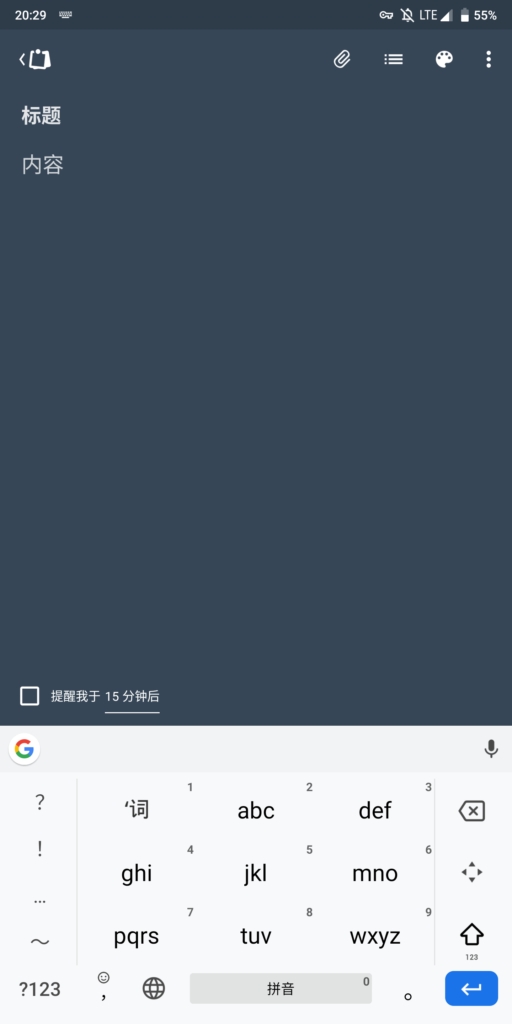 20:29 LTE 55%
标题
内容
提醒我于 15 分钟后
? '词 1 abc 2 def 3
! ghi 4 jkl 5 mno 6
… pqrs 7 tuv 8 wxyz 9
～ 123
?123 , 拼音 0 。